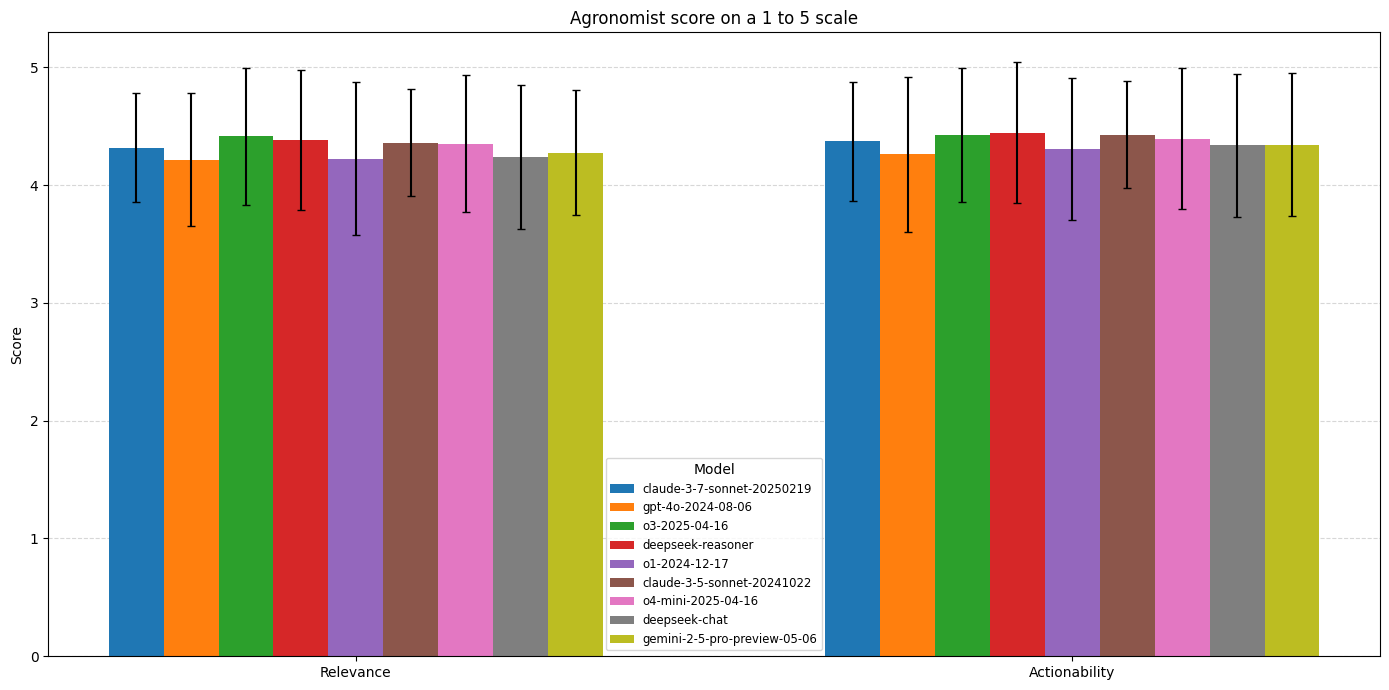 Agronomist score on a 1 to 5 scale
5
4
3
2
1
0
Score
Relevance
Actionability
Model
claude-3-7-sonnet-20250219
gpt-4o-2024-08-06
o3-2025-04-16
deepseek-reasoner
o1-2024-12-17
claude-3-5-sonnet-20241022
o4-mini-2025-04-16
deepseek-chat
gemini-2-5-pro-preview-05-06